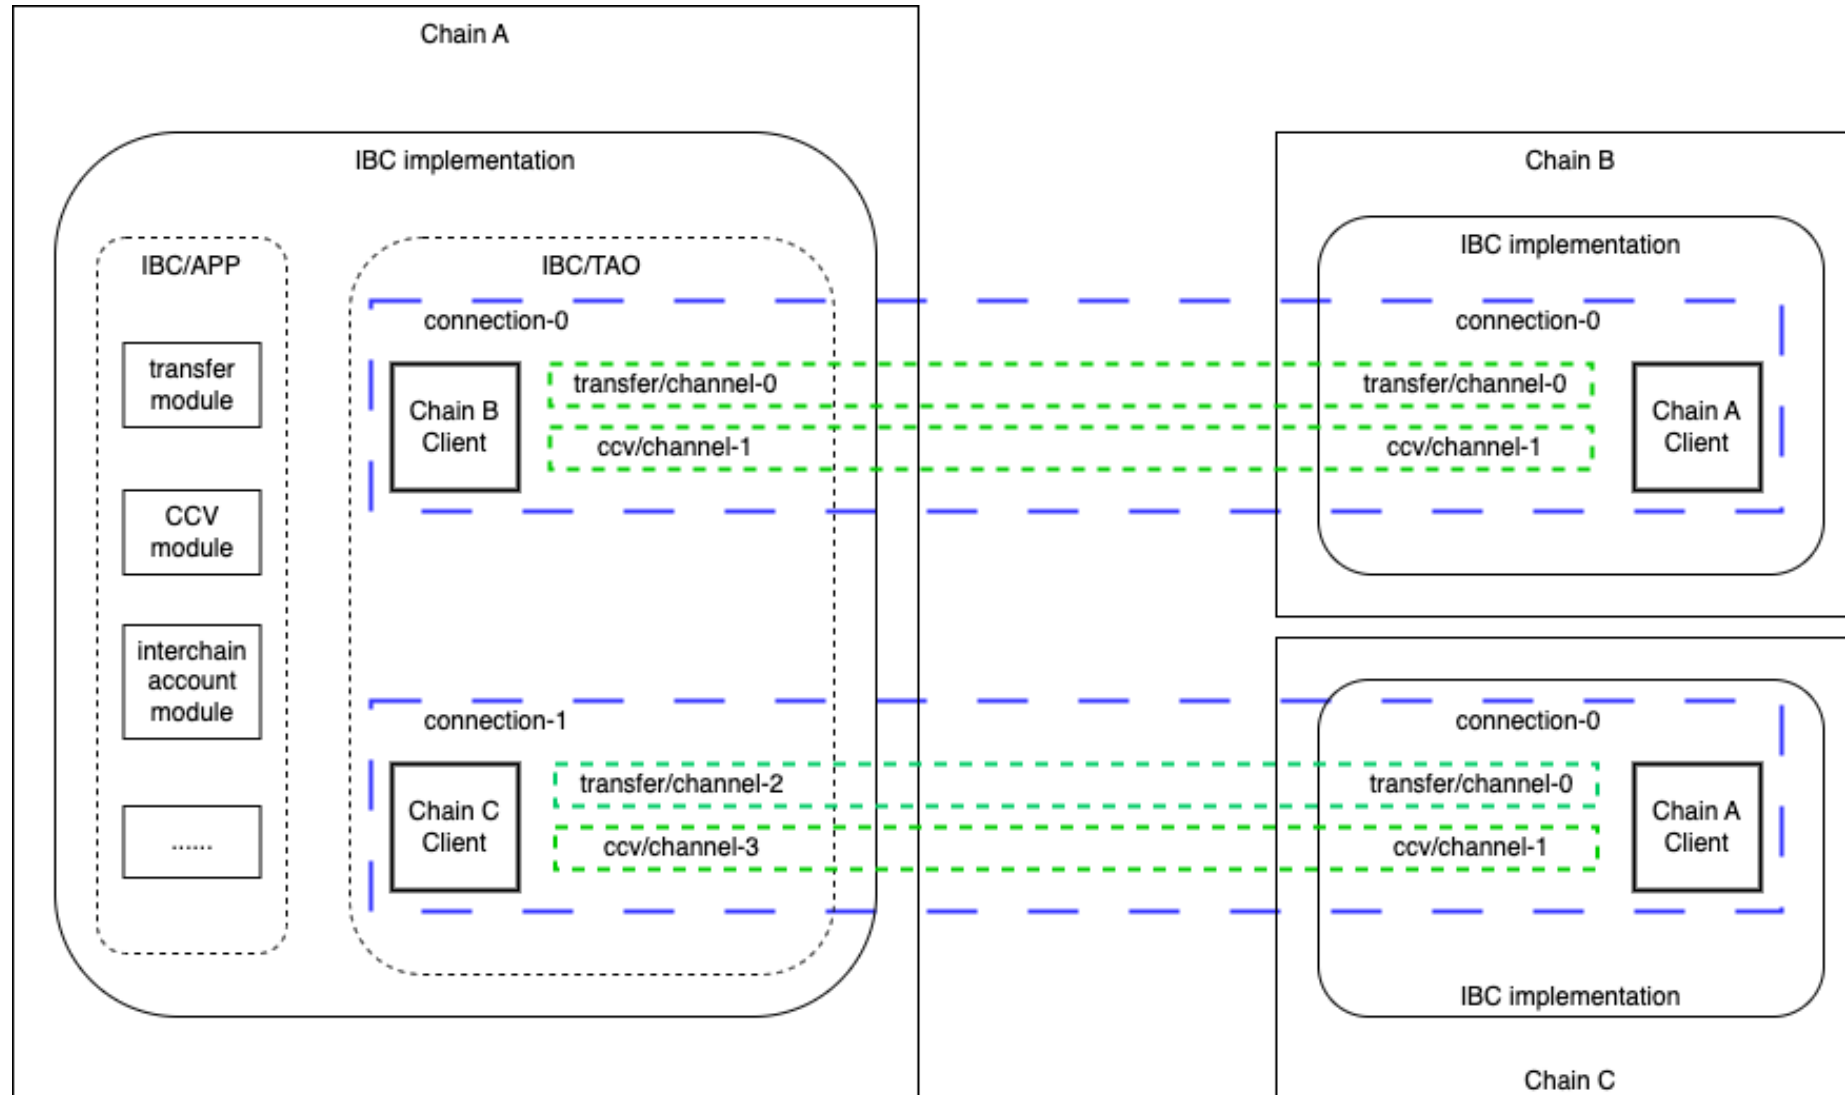 Chain A
IBC implementation
IBC/APP
transfer
module
CCV
module
interchain
account
module
......
IBC/TAO
connection-0
Chain B
Client
transfer/channel-0
ccv/channel-1
connection-1
Chain C
Client
transfer/channel-2
ccv/channel-3
Chain B
IBC implementation
connection-0
transfer/channel-0
ccv/channel-1
Chain A
Client
connection-0
transfer/channel-0
ccv/channel-1
Chain A
Client
IBC implementation
Chain C